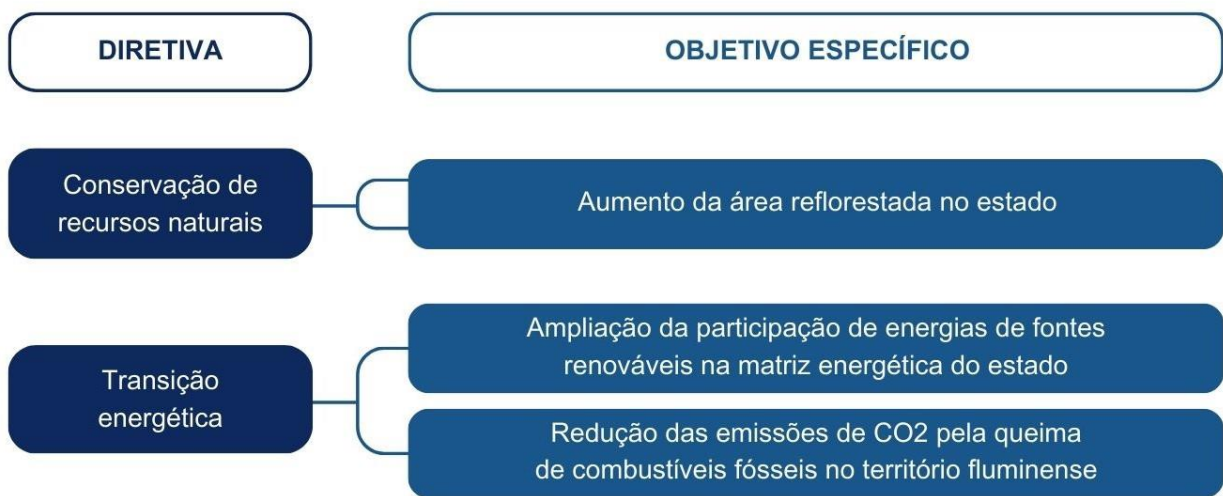 DIRETIVA
OBJETIVO ESPECÍFICO
Conservação de
recursos naturais
Aumento da área reflorestada no estado
Transição
energética
Ampliação da participação de energias de fontes
renováveis na matriz energética do estado
Redução das emissões de CO2 pela queima
de combustíveis fósseis no território fluminense